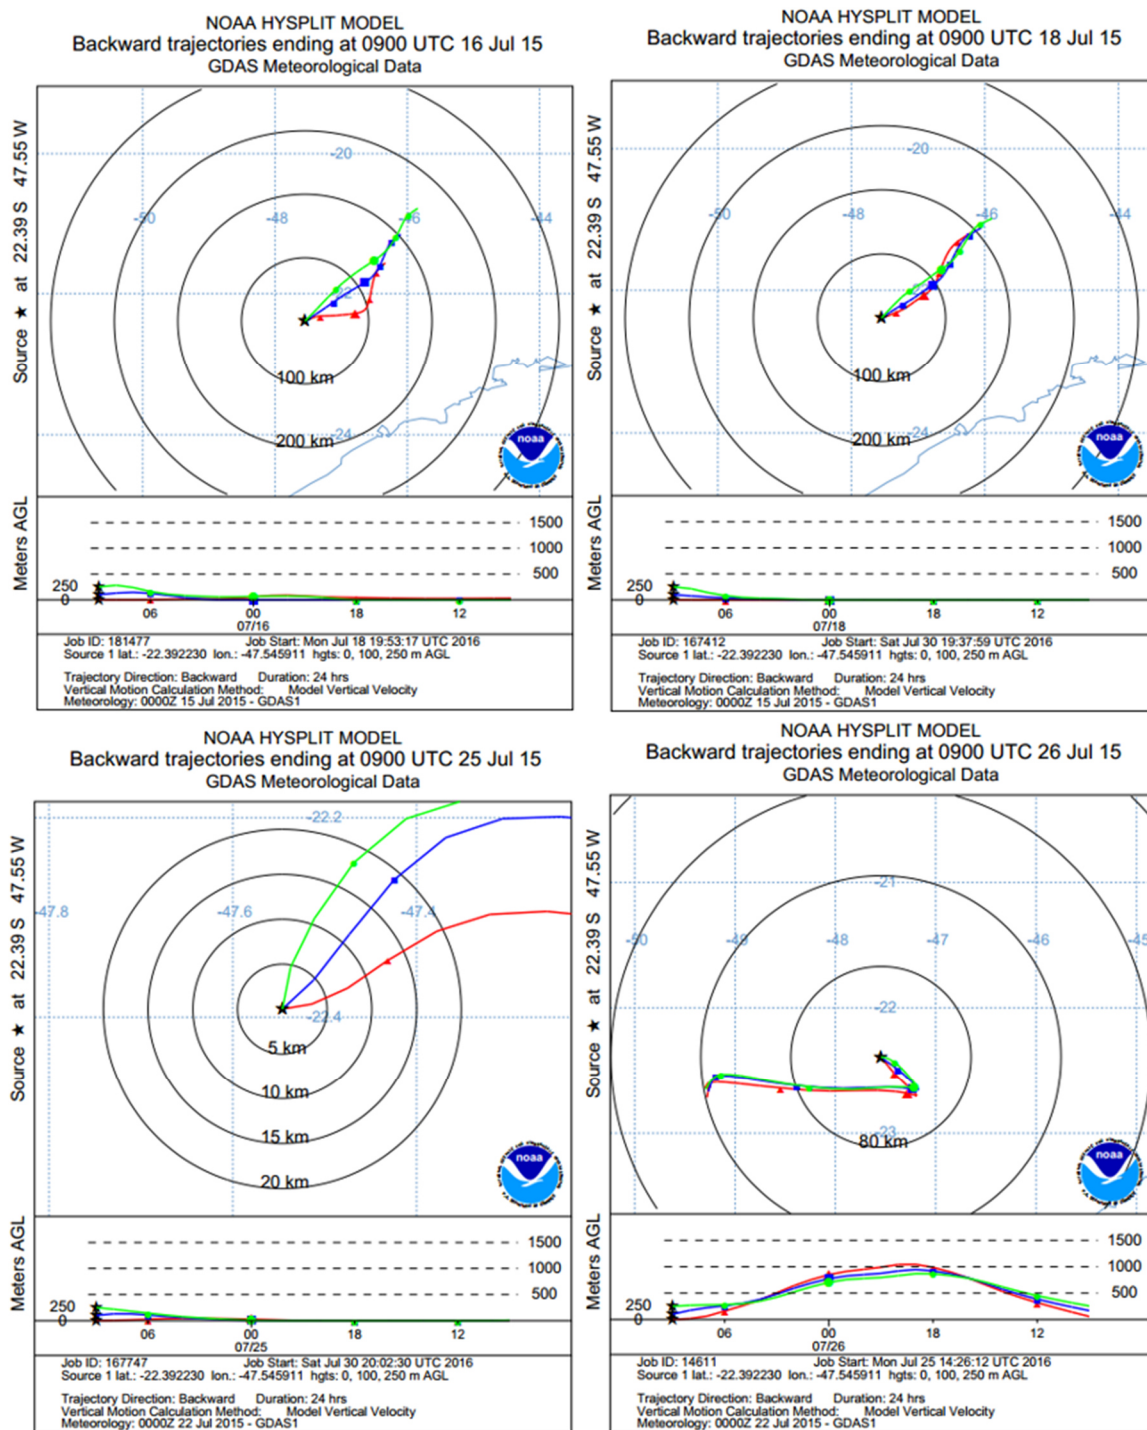 NOAA HYSPLIT MODEL
Backward trajectories ending at 0900 UTC 16 Jul 15
GDAS Meteorological Data
Source ★ at 22.39 S 47.55 W
-20
-50
-48
-46
-44
100 km
200 km
-24
noaa
Meters AGL
1500
1000
500
250
0
06 00 18 12
07/16
Job ID: 181477 Job Start: Mon Jul 18 19:53:17 UTC 2016
Source 1 lat.: -22.392230 lon.: -47.545911 hgts: 0, 100, 250 m AGL
Trajectory Direction: Backward Duration: 24 hrs
Vertical Motion Calculation Method: Model Vertical Velocity
Meteorology: 0000Z 15 Jul 2015 - GDAS1
NOAA HYSPLIT MODEL
Backward trajectories ending at 0900 UTC 18 Jul 15
GDAS Meteorological Data
Source ★ at 22.39 S 47.55 W
-20
-50
-48
-46
-44
100 km
200 km
-24
noaa
Meters AGL
1500
1000
500
250
0
06 00 18 12
07/18
Job ID: 167412 Job Start: Sat Jul 30 19:37:59 UTC 2016
Source 1 lat.: -22.392230 lon.: -47.545911 hgts: 0, 100, 250 m AGL
Trajectory Direction: Backward Duration: 24 hrs
Vertical Motion Calculation Method: Model Vertical Velocity
Meteorology: 0000Z 15 Jul 2015 - GDAS1
NOAA HYSPLIT MODEL
Backward trajectories ending at 0900 UTC 25 Jul 15
GDAS Meteorological Data
Source ★ at 22.39 S 47.55 W
-22.2
-47.8
-47.6
-47.4
-22.4
5 km
10 km
15 km
20 km
noaa
Meters AGL
1500
1000
500
250
0
06 00 18 12
07/25
Job ID: 167747 Job Start: Sat Jul 30 20:02:30 UTC 2016
Source 1 lat.: -22.392230 lon.: -47.545911 hgts: 0, 100, 250 m AGL
Trajectory Direction: Backward Duration: 24 hrs
Vertical Motion Calculation Method: Model Vertical Velocity
Meteorology: 0000Z 22 Jul 2015 - GDAS1
NOAA HYSPLIT MODEL
Backward trajectories ending at 0900 UTC 26 Jul 15
GDAS Meteorological Data
Source ★ at 22.39 S 47.55 W
-21
-50
-49
-48
-47
-46
-45
-22
-23
80 km
noaa
Meters AGL
1500
1000
500
250
0
06 00 18 12
07/26
Job ID: 14611 Job Start: Mon Jul 25 14:26:12 UTC 2016
Source 1 lat.: -22.392230 lon.: -47.545911 hgts: 0, 100, 250 m AGL
Trajectory Direction: Backward Duration: 24 hrs
Vertical Motion Calculation Method: Model Vertical Velocity
Meteorology: 0000Z 22 Jul 2015 - GDAS1